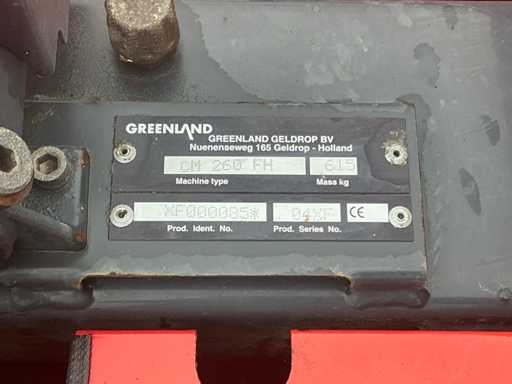 GREENLAND
GREENLAND GELDROP BV
Nuenenseweg 165 Geldrop - Holland
CM 260 FH 615
Machine type Mass kg
XF000085* 04XF CE
Prod. Ident. No. Prod. Series No.